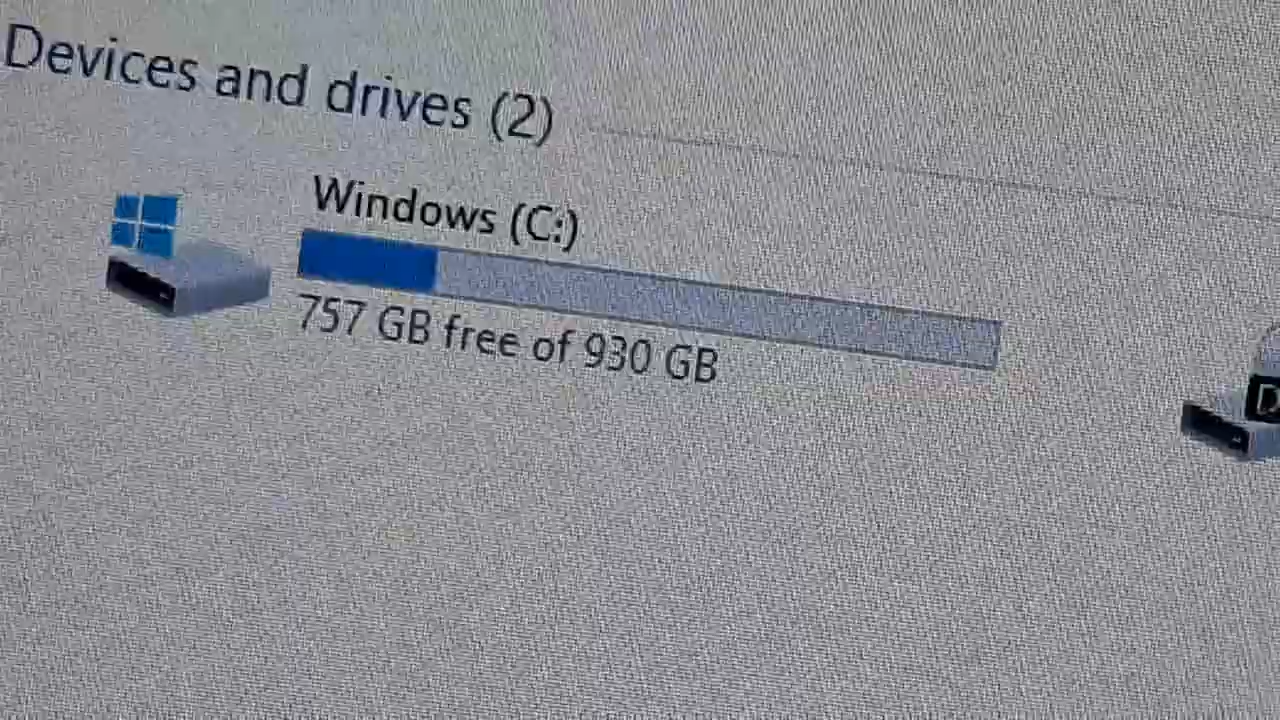 Devices and drives (2)
Windows (C:)
757 GB free of 930 GB
D